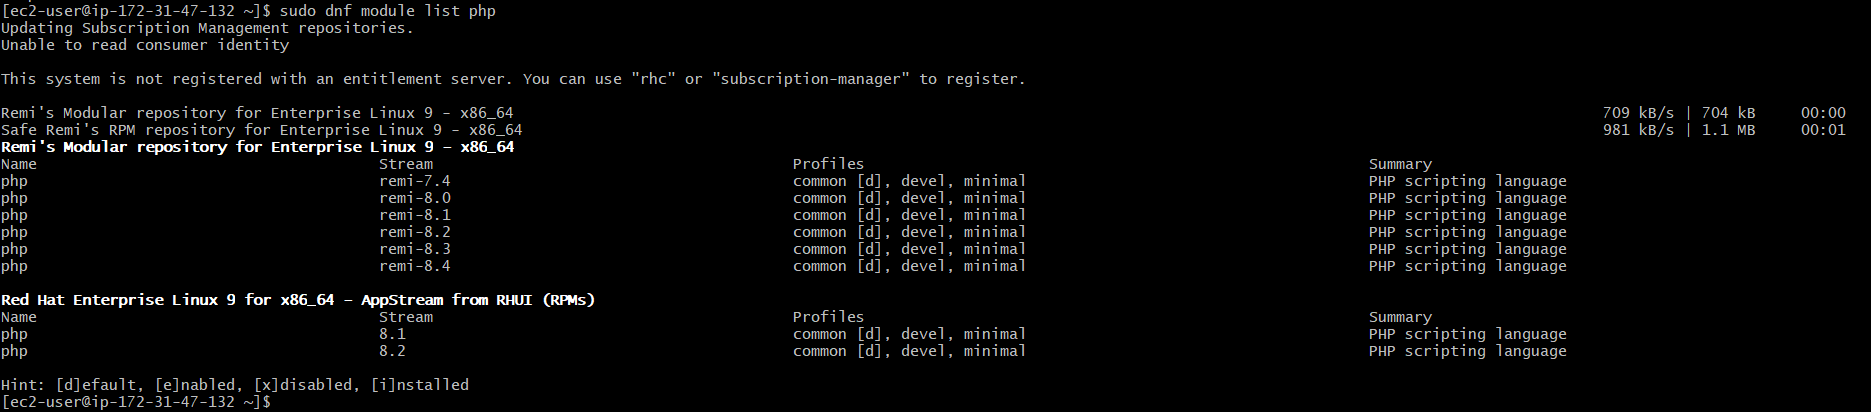 [ec2-user@ip-172-31-47-132 ~]$ sudo dnf module list php
Updating Subscription Management repositories.
Unable to read consumer identity
This system is not registered with an entitlement server. You can use "rhc" or "subscription-manager" to register.
Remi's Modular repository for Enterprise Linux 9 - x86_64 709 kB/s | 704 kB 00:00
Safe Remi's RPM repository for Enterprise Linux 9 - x86_64 981 kB/s | 1.1 MB 00:01
Remi's Modular repository for Enterprise Linux 9 - x86_64
Name Stream Profiles Summary
php remi-7.4 common [d], devel, minimal PHP scripting language
php remi-8.0 common [d], devel, minimal PHP scripting language
php remi-8.1 common [d], devel, minimal PHP scripting language
php remi-8.2 common [d], devel, minimal PHP scripting language
php remi-8.3 common [d], devel, minimal PHP scripting language
php remi-8.4 common [d], devel, minimal PHP scripting language
Red Hat Enterprise Linux 9 for x86_64 - AppStream from RHUI (RPMs)
Name Stream Profiles Summary
php 8.1 common [d], devel, minimal PHP scripting language
php 8.2 common [d], devel, minimal PHP scripting language
Hint: [d]efault, [e]nabled, [x]disabled, [i]nstalled
[ec2-user@ip-172-31-47-132 ~]$